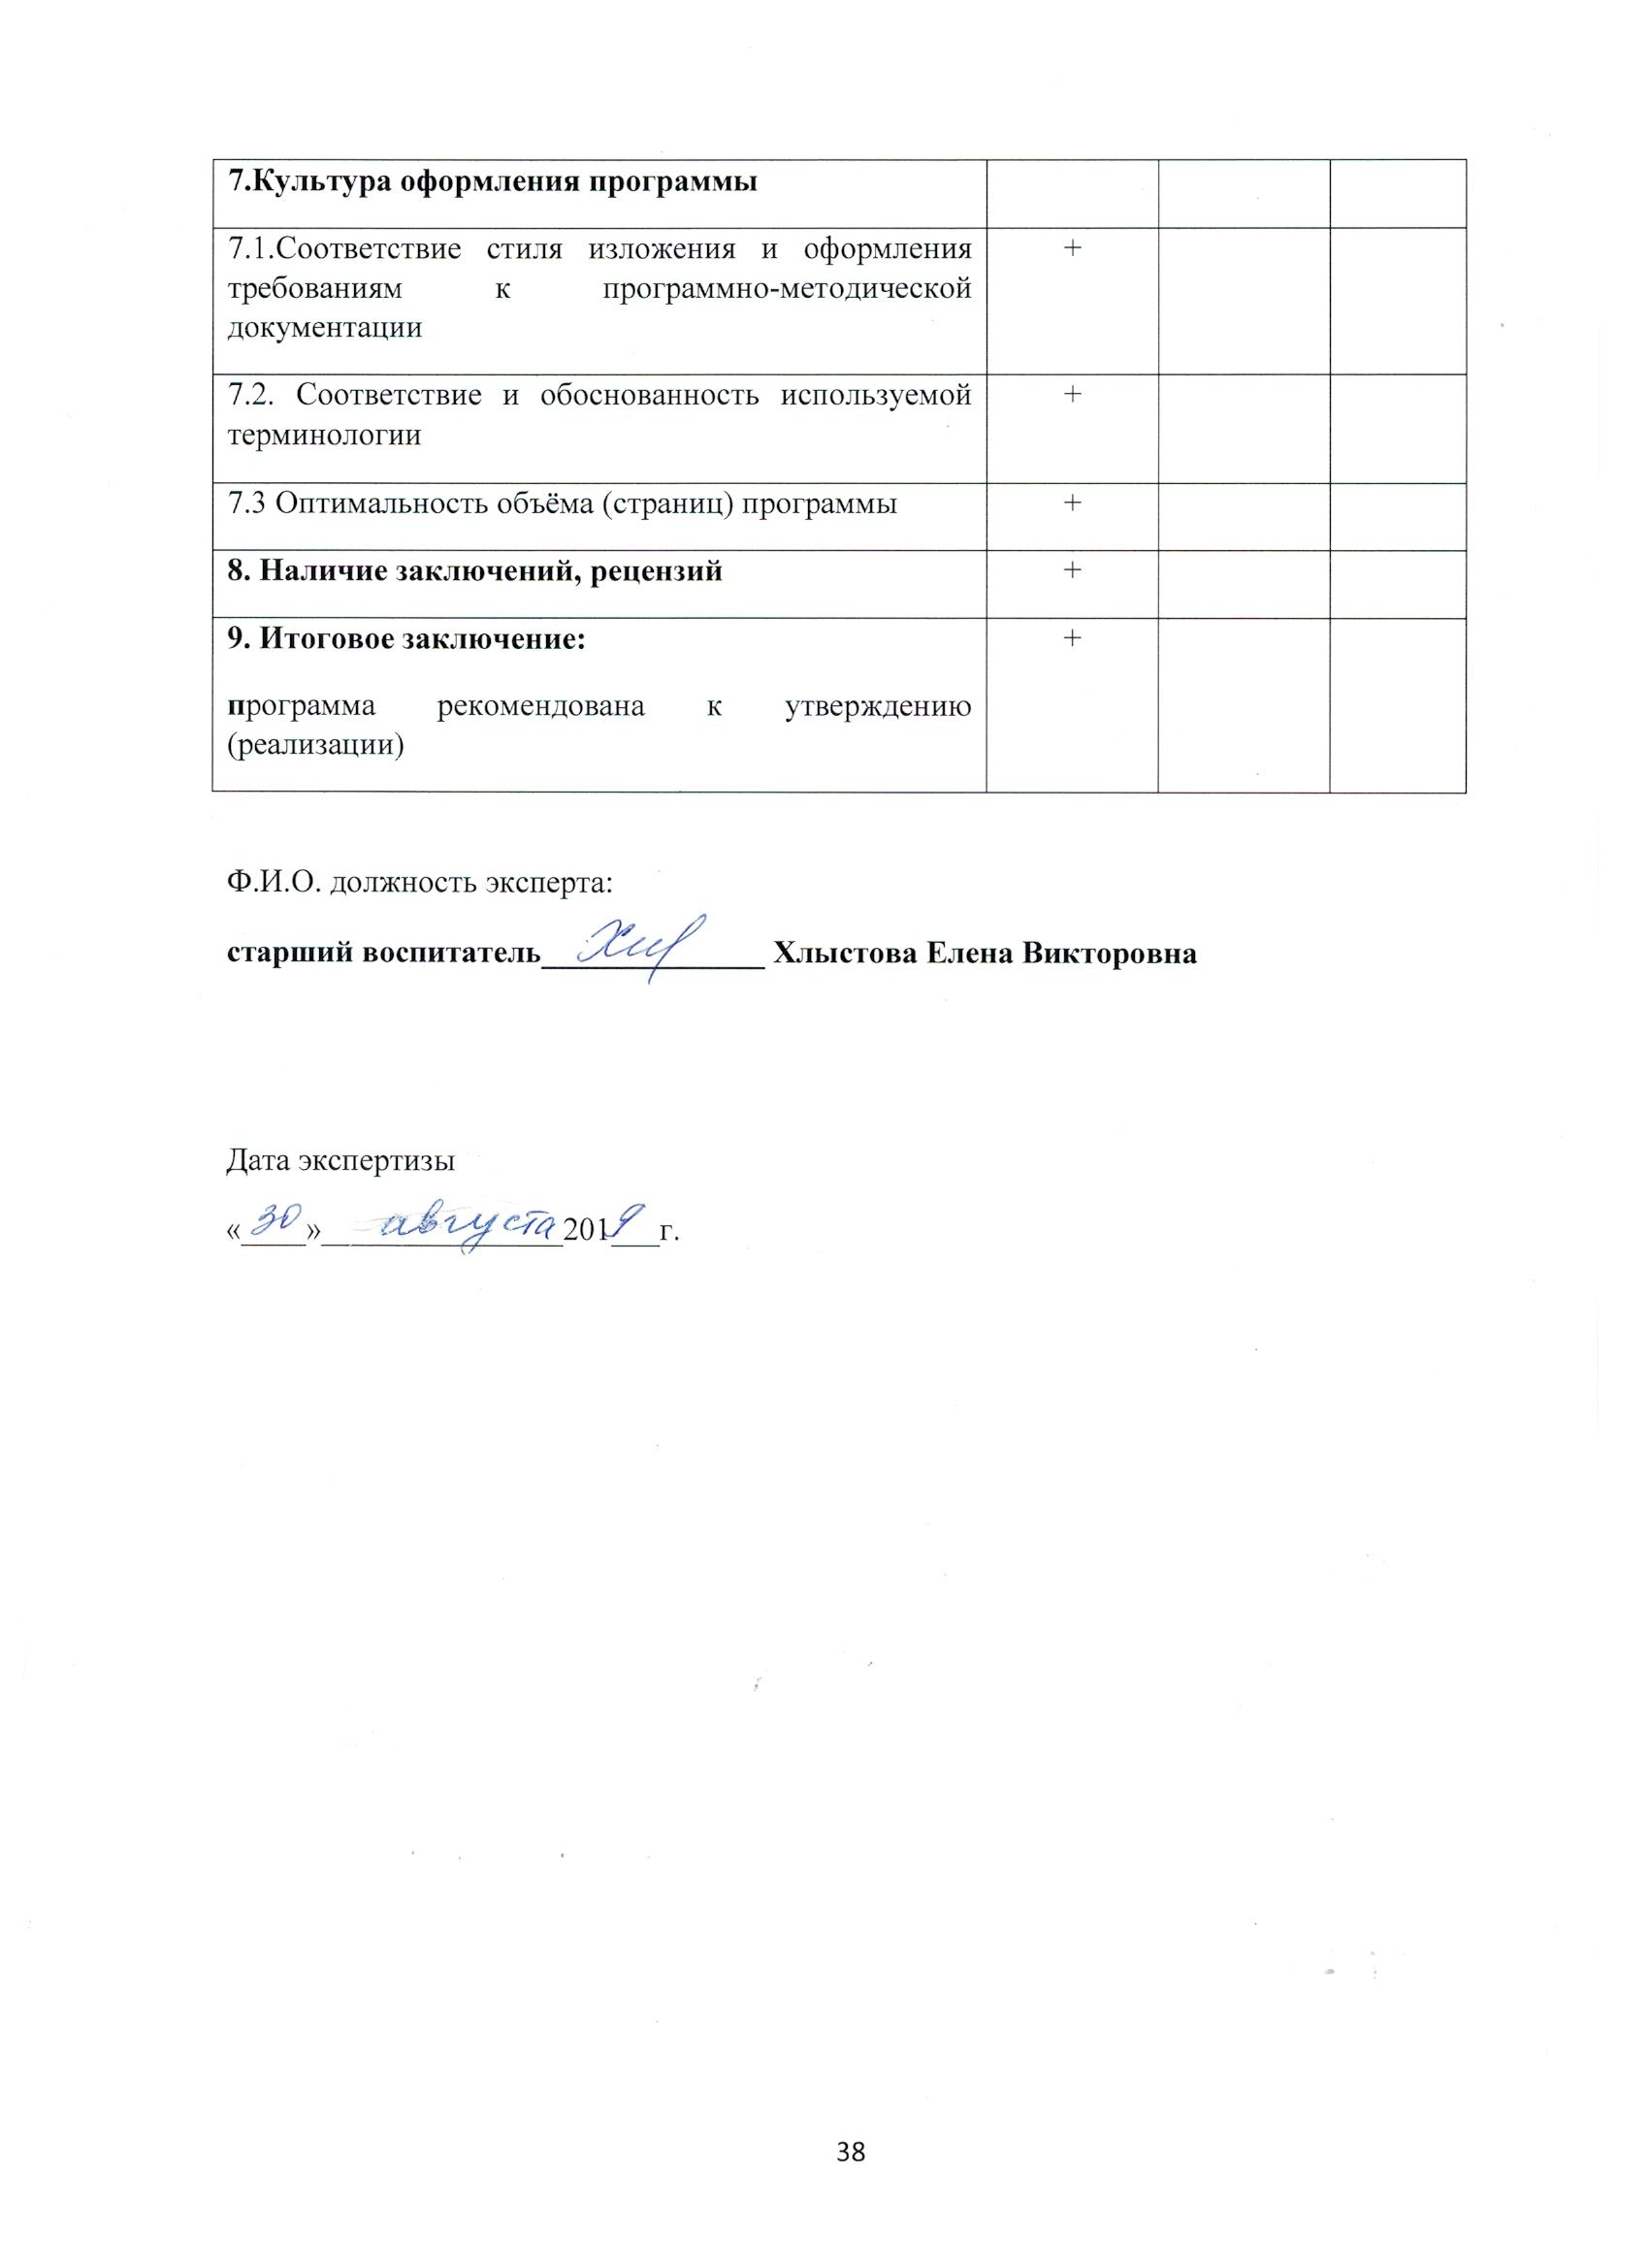 7.Культура оформления программы
7.1.Соответствие стиля изложения и оформления +
требованиям к программно-методической
документации
7.2. Соответствие и обоснованность используемой +
терминологии
7.3 Оптимальность объёма (страниц) программы +
8. Наличие заключений, рецензий +
9. Итоговое заключение: +
программа рекомендована к утверждению
(реализации)
Ф.И.О. должность эксперта:
старший воспитатель______________ Хлыстова Елена Викторовна
Дата экспертизы
«30» августа 2019 г.
38